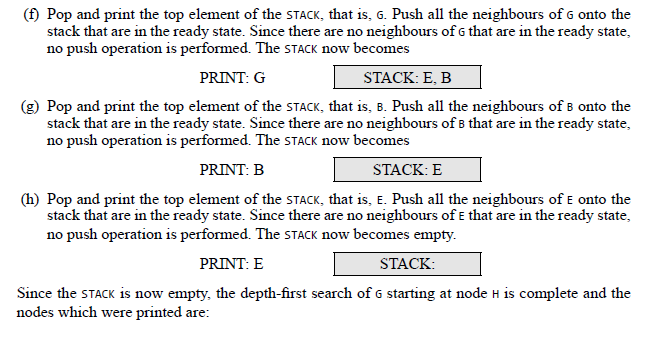 (f) Pop and print the top element of the STACK, that is, G. Push all the neighbours of G onto the
stack that are in the ready state. Since there are no neighbours of G that are in the ready state,
no push operation is performed. The STACK now becomes
PRINT: G STACK: E, B
(g) Pop and print the top element of the STACK, that is, B. Push all the neighbours of B onto the
stack that are in the ready state. Since there are no neighbours of B that are in the ready state,
no push operation is performed. The STACK now becomes
PRINT: B STACK: E
(h) Pop and print the top element of the STACK, that is, E. Push all the neighbours of E onto the
stack that are in the ready state. Since there are no neighbours of E that are in the ready state,
no push operation is performed. The STACK now becomes empty.
PRINT: E STACK:
Since the STACK is now empty, the depth-first search of G starting at node H is complete and the
nodes which were printed are: